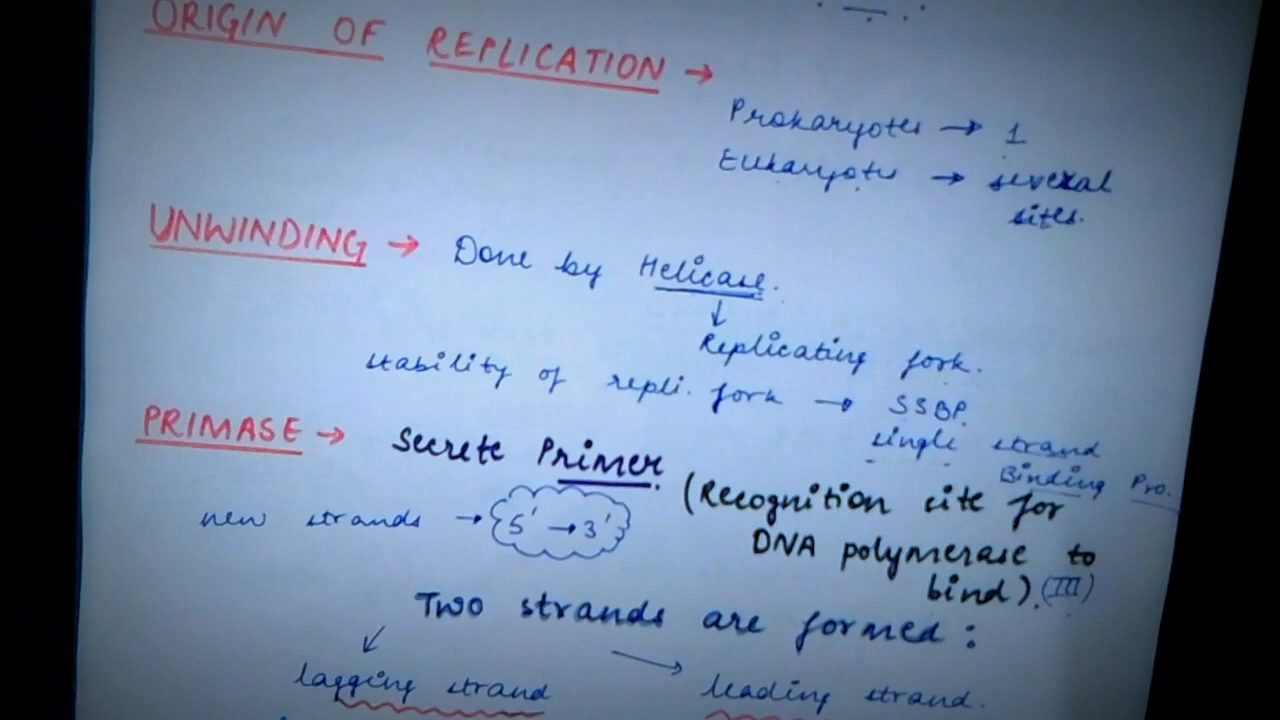 ORIGIN OF REPLICATION →
Prokaryotes → 1
Eukaryotes → several
sites.
UNWINDING → Done by Helicase.
↓
Replicating fork.
stability of repli. fork → SSBP.
single strand
Binding Pro.
PRIMASE → Secrete Primer.
(Recognition site for
DNA polymerase to
bind). (III)
new strands → 5' → 3'
Two strands are formed :
lagging strand leading strand.